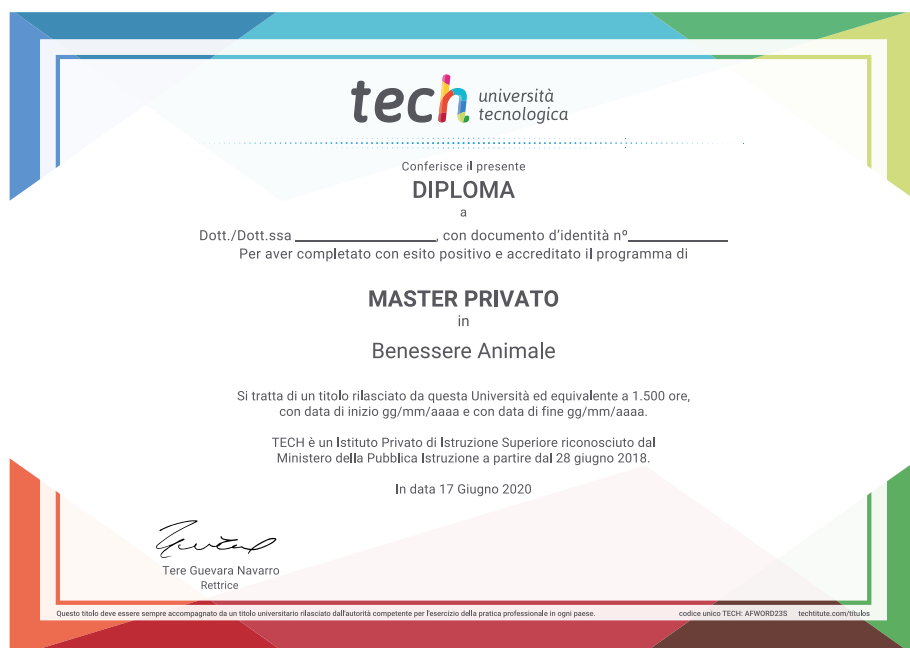 tech università
tecnologica
Conferisce il presente
DIPLOMA
a
Dott./Dott.ssa ________________, con documento d'identità nº____________
Per aver completato con esito positivo e accreditato il programma di
MASTER PRIVATO
in
Benessere Animale
Si tratta di un titolo rilasciato da questa Università ed equivalente a 1.500 ore,
con data di inizio gg/mm/aaaa e con data di fine gg/mm/aaaa.
TECH è un Istituto Privato di Istruzione Superiore riconosciuto dal
Ministero della Pubblica Istruzione a partire dal 28 giugno 2018.
In data 17 Giugno 2020
Tere Guevara Navarro
Rettrice
Questo titolo deve essere sempre accompagnato da un titolo universitario rilasciato dall'autorità competente per l'esercizio della pratica professionale in ogni paese. codice unico TECH: AFWORD23S techtitute.com/títulos